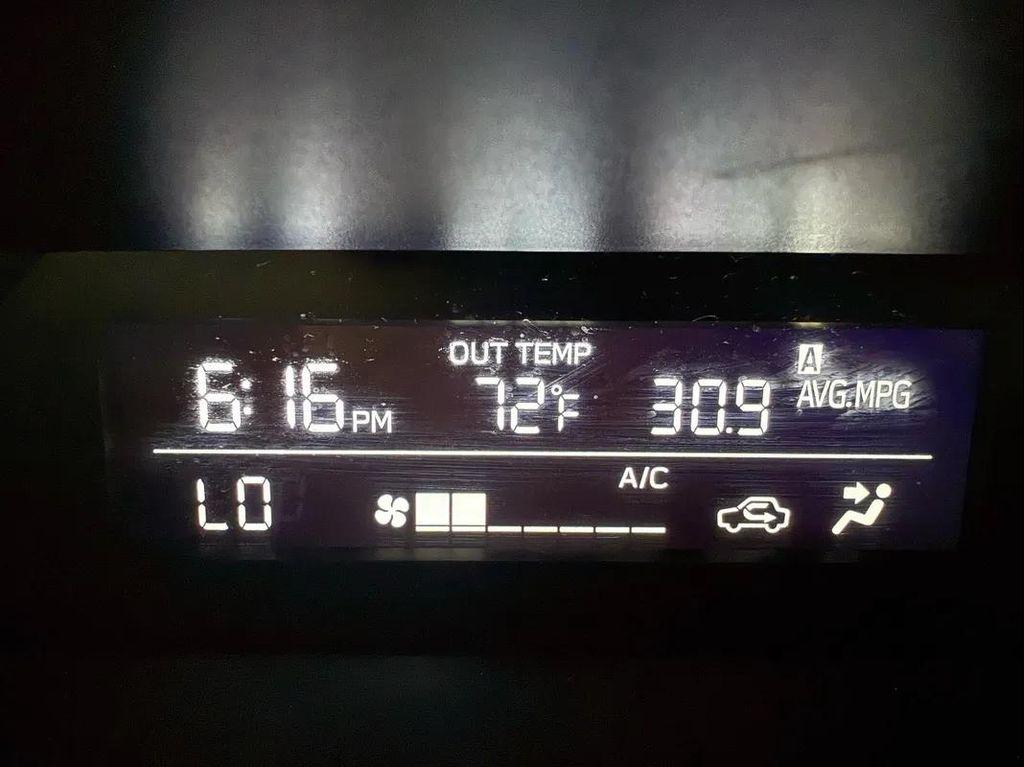 OUT TEMP A
6:16 PM 72°F 30.9 AVG.MPG
A/C
LO